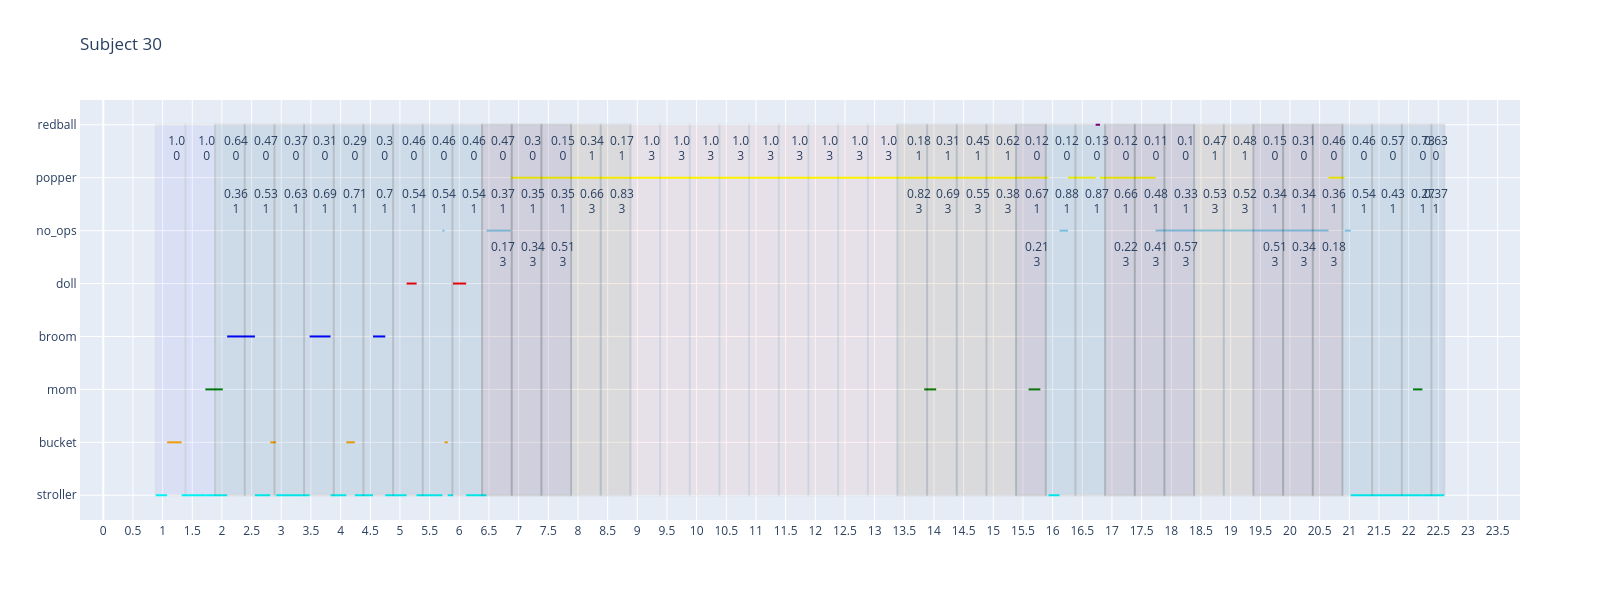 Subject 30
redball
1.0 1.0 0.64 0.47 0.37 0.31 0.29 0.3 0.46 0.46 0.46 0.47 0.3 0.15 0.34 0.17 1.0 1.0 1.0 1.0 1.0 1.0 1.0 1.0 1.0 0.18 0.31 0.45 0.62 0.12 0.12 0.13 0.12 0.11 0.1 0.47 0.48 0.15 0.31 0.46 0.46 0.57 0.73 0.63
0 0 0 0 0 0 0 0 0 0 0 0 0 0 1 1 3 3 3 3 3 3 3 3 3 1 1 1 1 0 0 0 0 0 0 1 1 0 0 0 0 0 0 0
popper
0.36 0.53 0.63 0.69 0.71 0.7 0.54 0.54 0.54 0.37 0.35 0.35 0.66 0.83 0.82 0.69 0.55 0.38 0.67 0.88 0.87 0.66 0.48 0.33 0.53 0.52 0.34 0.34 0.36 0.54 0.43 0.27 0.37
1 1 1 1 1 1 1 1 1 1 1 1 3 3 3 3 3 3 1 1 1 1 1 1 3 3 1 1 1 1 1 1 1
no_ops
0.17 0.34 0.51 0.21 0.22 0.41 0.57 0.51 0.34 0.18
3 3 3 3 3 3 3 3 3 3
doll
broom
mom
bucket
stroller
0 0.5 1 1.5 2 2.5 3 3.5 4 4.5 5 5.5 6 6.5 7 7.5 8 8.5 9 9.5 10 10.5 11 11.5 12 12.5 13 13.5 14 14.5 15 15.5 16 16.5 17 17.5 18 18.5 19 19.5 20 20.5 21 21.5 22 22.5 23 23.5